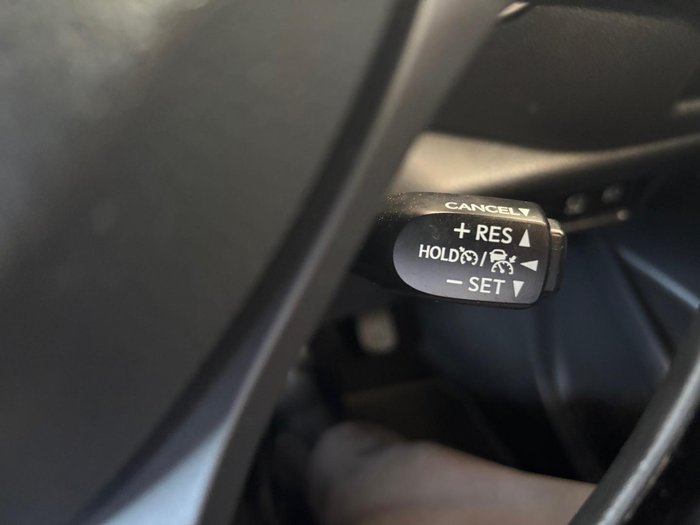 CANCEL▼
+ RES ▲
HOLD / ◀
− SET ▼